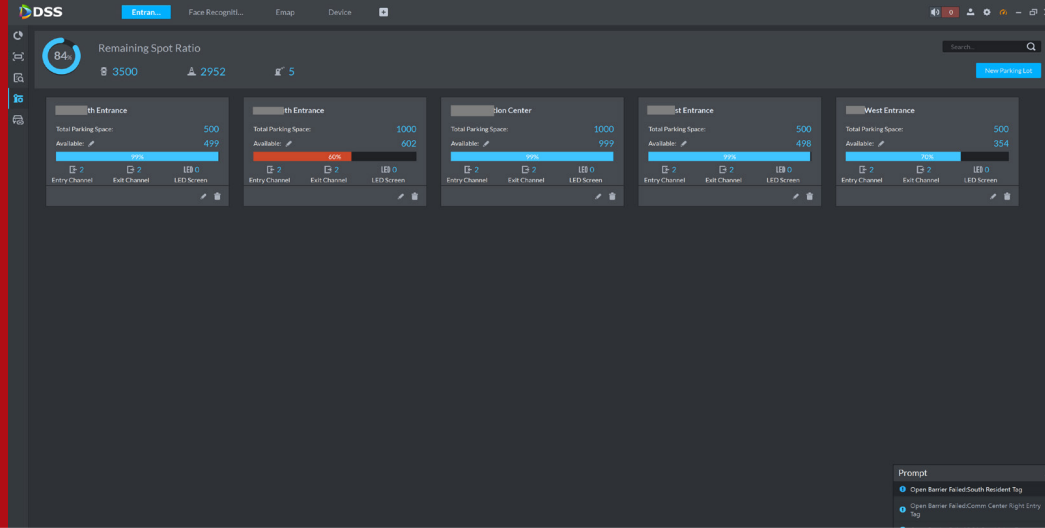 DSS
Entran...
Face Recogniti...
Emap
Device
0
84%
Remaining Spot Ratio
3500
2952
5
Search...
New Parking Lot
th Entrance
Total Parking Space: 500
Available: 499
99%
2 2 LED 0
Entry Channel Exit Channel LED Screen
th Entrance
Total Parking Space: 1000
Available: 602
60%
2 2 LED 0
Entry Channel Exit Channel LED Screen
tion Center
Total Parking Space: 1000
Available: 999
99%
2 2 LED 0
Entry Channel Exit Channel LED Screen
st Entrance
Total Parking Space: 500
Available: 498
99%
2 2 LED 0
Entry Channel Exit Channel LED Screen
West Entrance
Total Parking Space: 500
Available: 354
70%
2 2 LED 0
Entry Channel Exit Channel LED Screen
Prompt
Open Barrier Failed:South Resident Tag
Open Barrier Failed:Comm Center Right Entry
Tag